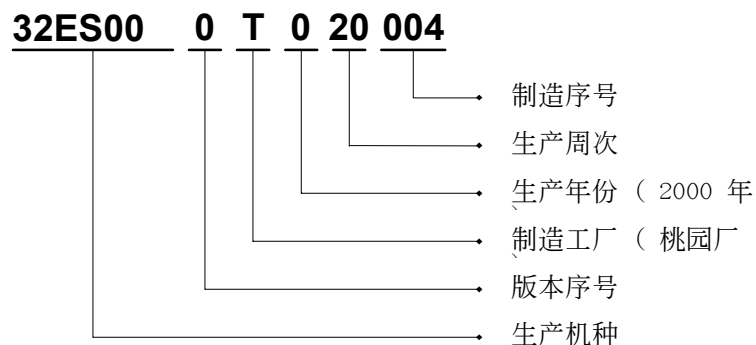 32ES00 0 T 0 20 004
制造序号
生产周次
生产年份（ 2000 年
制造工厂（ 桃园厂
版本序号
生产机种